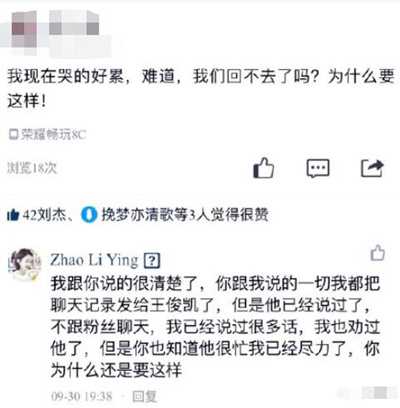 我现在哭的好累，难道，我们回不去了吗？为什么要
这样！
荣耀畅玩8C
浏览18次
42刘杰、 挽梦亦清歌等3人觉得很赞
Zhao Li Ying ?
我跟你说的很清楚了，你跟我说的一切我都把
聊天记录发给王俊凯了，但是他已经说过了，
不跟粉丝聊天，我已经说过很多话，我也劝过
他了，但是你也知道他很忙我已经尽力了，你
为什么还是要这样
09-30 19:38 · 回复